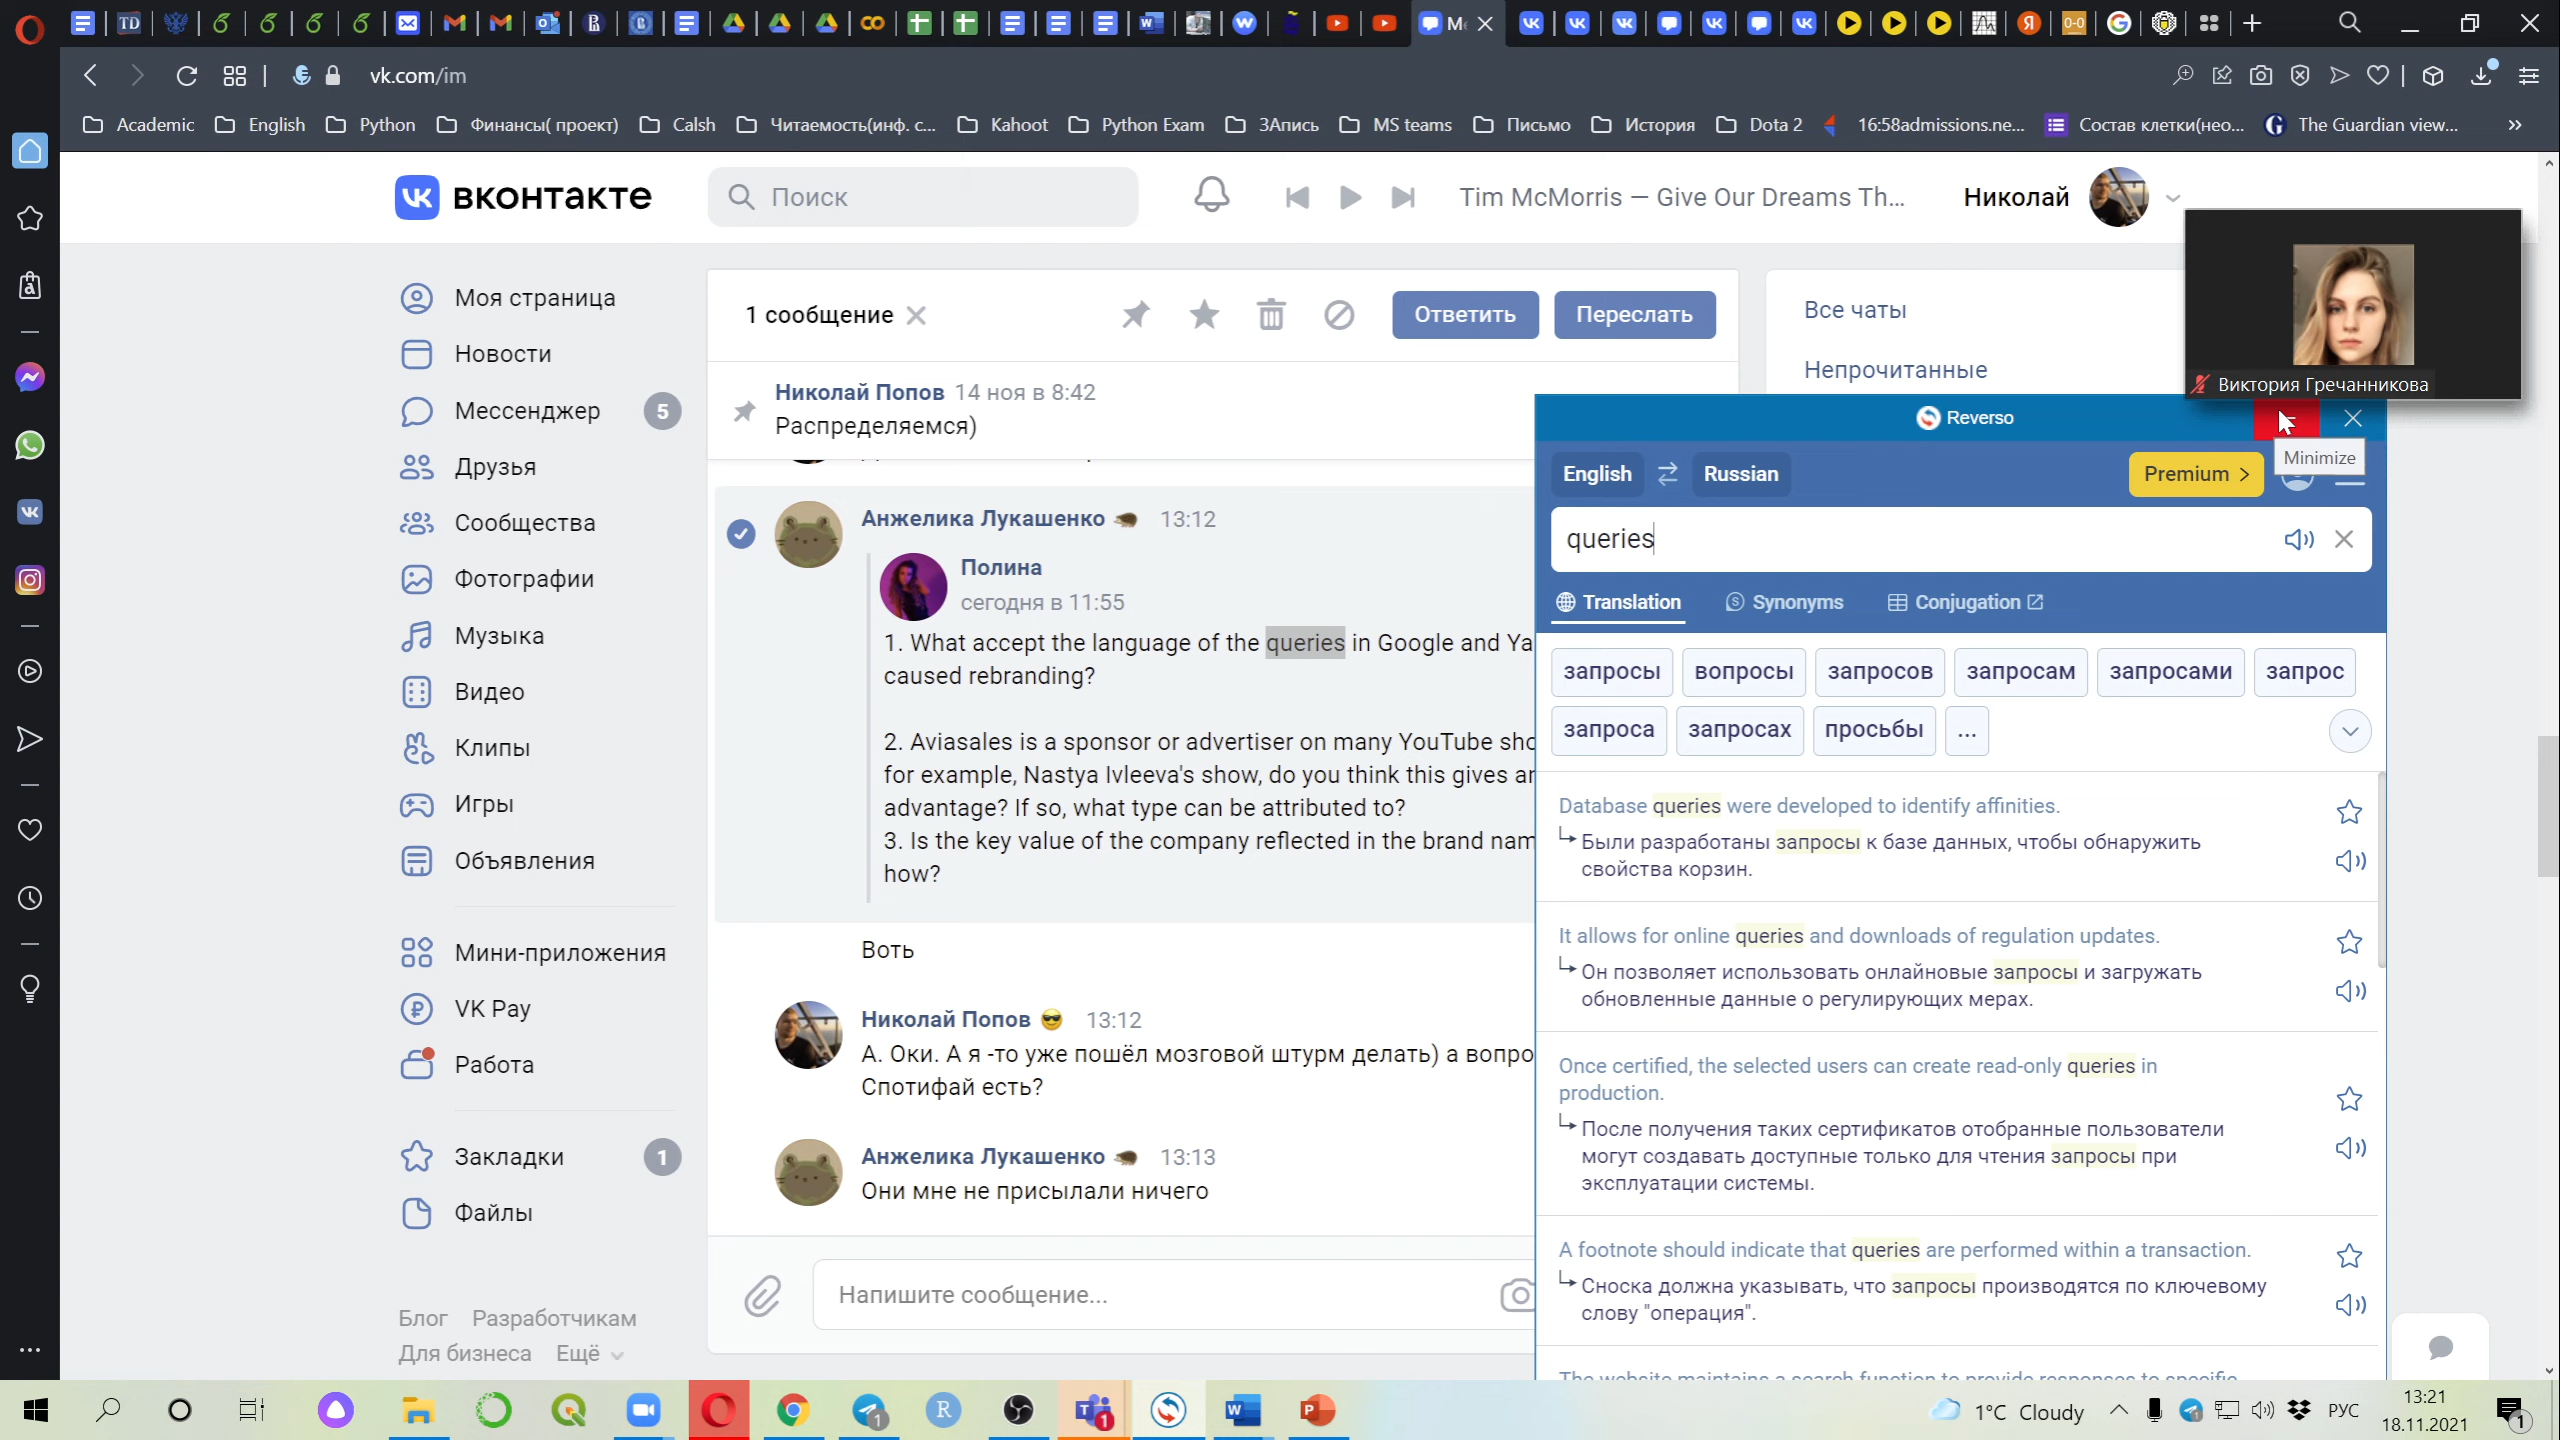 vk.com/im
Academic English Python Финансы( проект) Calsh Читаемость(инф. с... Kahoot Python Exam ЗАпись MS teams Письмо История Dota 2 16:58admissions.ne... Состав клетки(нео... The Guardian view...
вконтакте Поиск Tim McMorris — Give Our Dreams Th... Николай
Моя страница
Новости
Мессенджер 5
Друзья
Сообщества
Фотографии
Музыка
Видео
Клипы
Игры
Объявления
Мини-приложения
VK Pay
Работа
Закладки 1
Файлы
Блог Разработчикам
Для бизнеса Ещё
1 сообщение Ответить Переслать
Николай Попов 14 ноя в 8:42
Распределяемся)
Анжелика Лукашенко 13:12
Полина
сегодня в 11:55
1. What accept the language of the queries in Google and Ya
caused rebranding?
2. Aviasales is a sponsor or advertiser on many YouTube sho
for example, Nastya Ivleeva's show, do you think this gives an
advantage? If so, what type can be attributed to?
3. Is the key value of the company reflected in the brand nam
how?
Воть
Николай Попов 13:12
А. Оки. А я -то уже пошёл мозговой штурм делать) а вопро
Спотифай есть?
Анжелика Лукашенко 13:13
Они мне не присылали ничего
Напишите сообщение...
Все чаты
Непрочитанные
Виктория Гречанникова
Reverso
Minimize
English Russian Premium >
queries
Translation Synonyms Conjugation
запросы вопросы запросов запросам запросами запрос
запроса запросах просьбы ...
Database queries were developed to identify affinities.
Были разработаны запросы к базе данных, чтобы обнаружить
свойства корзин.
It allows for online queries and downloads of regulation updates.
Он позволяет использовать онлайновые запросы и загружать
обновленные данные о регулирующих мерах.
Once certified, the selected users can create read-only queries in
production.
После получения таких сертификатов отобранные пользователи
могут создавать доступные только для чтения запросы при
эксплуатации системы.
A footnote should indicate that queries are performed within a transaction.
Сноска должна указывать, что запросы производятся по ключевому
слову "операция".
The website maintains a search function to provide responses to specific
1°C Cloudy РУС 13:21
18.11.2021